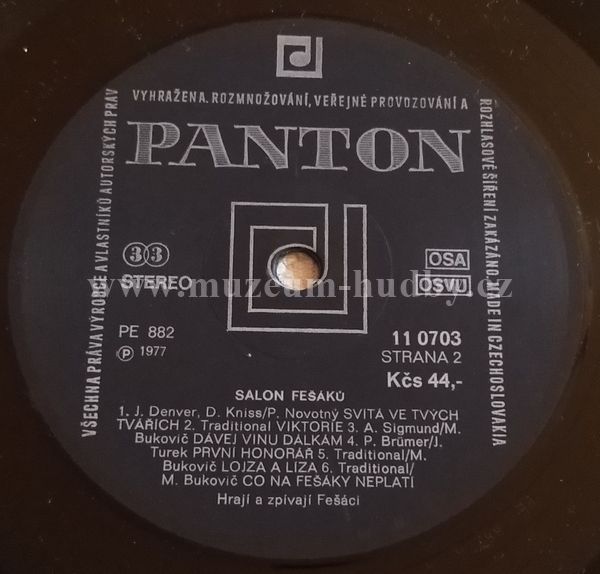 VŠECHNA PRÁVA VÝROBCE A VLASTNÍKŮ AUTORSKÝCH PRÁV
VYHRAŽENA. ROZMNOŽOVÁNÍ, VEŘEJNÉ PROVOZOVÁNÍ A
ROZHLASOVÉ ŠÍŘENÍ ZAKÁZÁNO. MADE IN CZECHOSLOVAKIA
PANTON
33
STEREO
OSA
OSVU
www.muzeum-hudby.cz
PE 882
℗ 1977
11 0703
STRANA 2
Kčs 44,-
SALON FEŠÁKŮ
1. J. Denver, D. Kniss/P. Novotný SVÍTÁ VE TVÝCH
TVÁŘÍCH 2. Traditional VIKTORIE 3. A. Sigmund/M.
Bukovič DÁVEJ VINU DÁLKÁM 4. P. Brümer/J.
Turek PRVNÍ HONORÁŘ 5. Traditional/M.
Bukovič LOJZA A LÍZA 6. Traditional/
M. Bukovič CO NA FEŠÁKY NEPLATÍ
Hrají a zpívají Fešáci